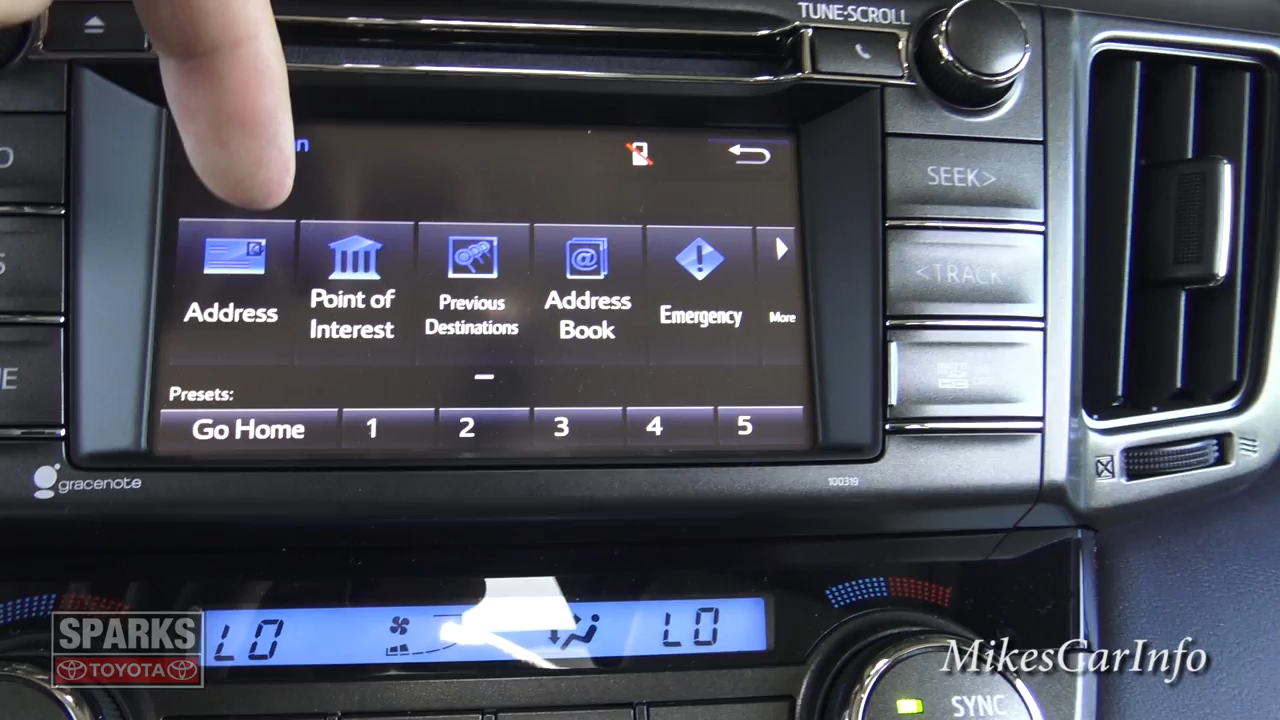 TUNE·SCROLL
SEEK>
<TRACK
Address
Point of
Interest
Previous
Destinations
Address
Book
Emergency
More
Presets:
Go Home 1 2 3 4 5
gracenote
100319
LO LO
SYNC
SPARKS
TOYOTA
MikesCarInfo